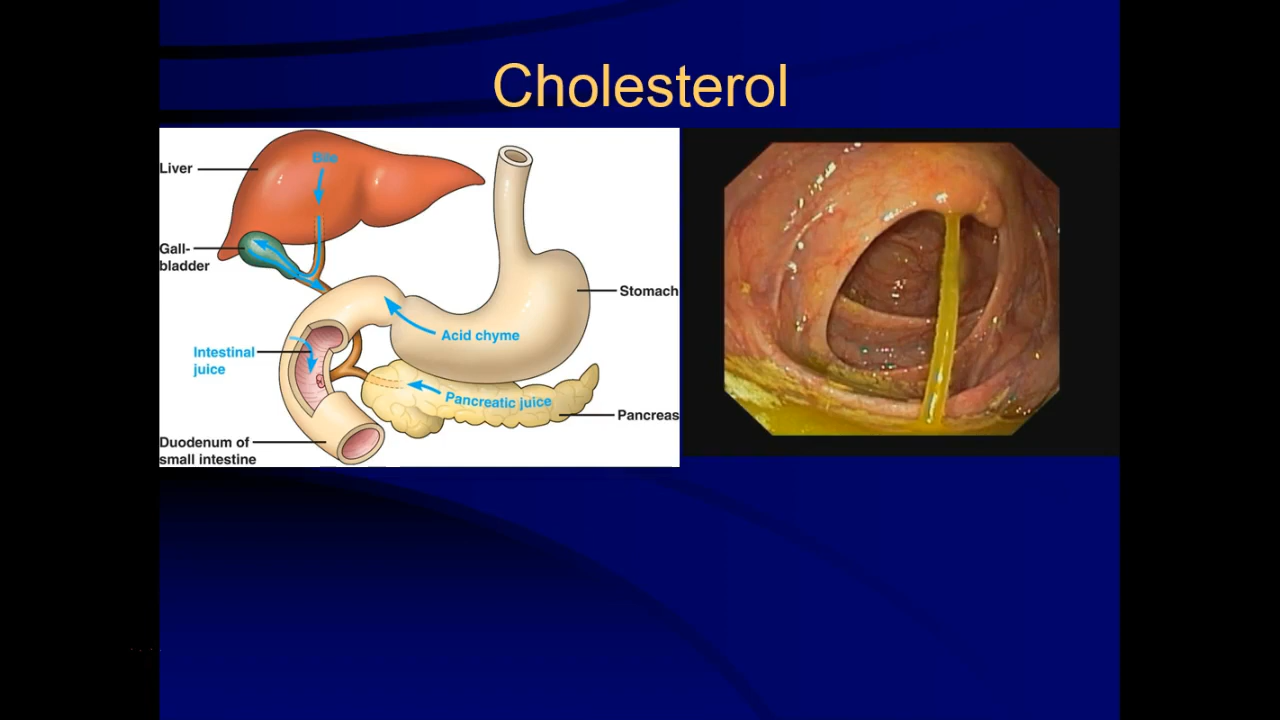 Cholesterol
Liver
Bile
Gall-
bladder
Stomach
Acid chyme
Intestinal
juice
Pancreatic juice
Pancreas
Duodenum of
small intestine